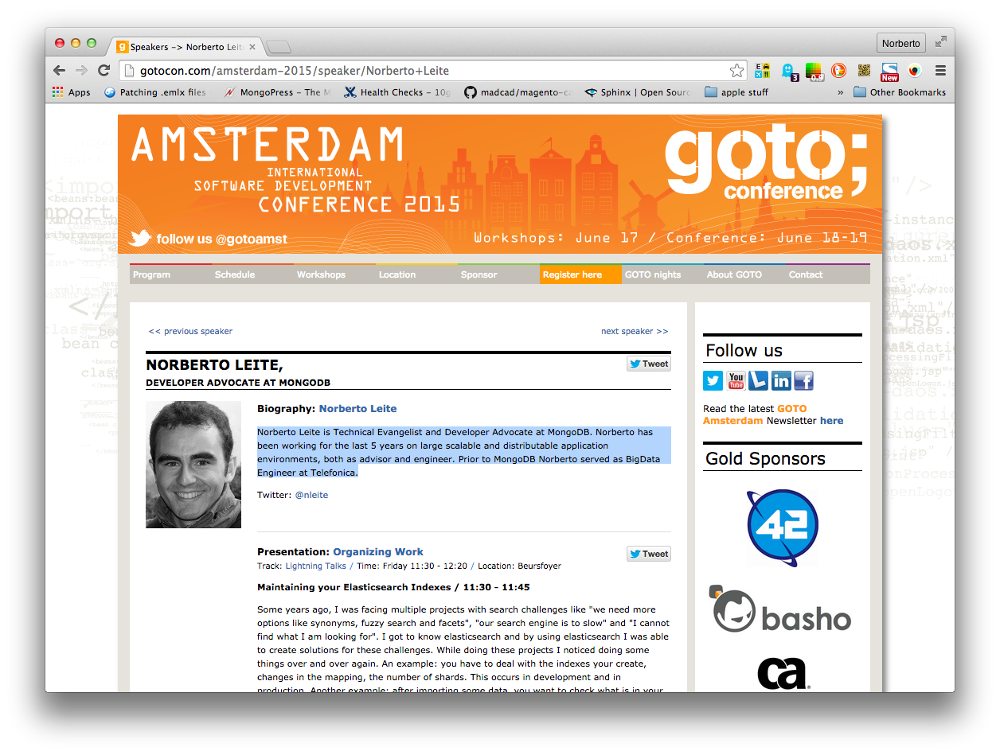 Speakers -> Norberto Leit
Norberto
gotocon.com/amsterdam-2015/speaker/Norberto+Leite
E
3
0.9
New
Apps
Patching .emlx files
MongoPress - The M
Health Checks - 10g
madcad/magento-ca
Sphinx | Open Sourc
apple stuff
»
Other Bookmarks
AMSTERDAM
INTERNATIONAL
SOFTWARE DEVELOPMENT
CONFERENCE 2015
goto;
conference
follow us @gotoamst
Workshops: June 17 / Conference: June 18-19
Program
Schedule
Workshops
Location
Sponsor
Register here
GOTO nights
About GOTO
Contact
<< previous speaker
next speaker >>
NORBERTO LEITE,
Tweet
DEVELOPER ADVOCATE AT MONGODB
Biography: Norberto Leite
Norberto Leite is Technical Evangelist and Developer Advocate at MongoDB. Norberto has
been working for the last 5 years on large scalable and distributable application
environments, both as advisor and engineer. Prior to MongoDB Norberto served as BigData
Engineer at Telefonica.
Twitter: @nleite
Presentation: Organizing Work
Tweet
Track: Lightning Talks / Time: Friday 11:30 - 12:20 / Location: Beursfoyer
Maintaining your Elasticsearch Indexes / 11:30 - 11:45
Some years ago, I was facing multiple projects with search challenges like "we need more
options like synonyms, fuzzy search and facets", "our search engine is to slow" and "I cannot
find what I am looking for". I got to know elasticsearch and by using elasticsearch I was able
to create solutions for these challenges. While doing these projects I noticed doing some
things over and over again. An example: you have to deal with the indexes your create,
changes in the mapping, the number of shards. This occurs in development and in
production. Another example: after importing some data, you want to check what is in your
Follow us
You
Tube
in
f
Read the latest GOTO
Amsterdam Newsletter here
Gold Sponsors
42
basho
ca